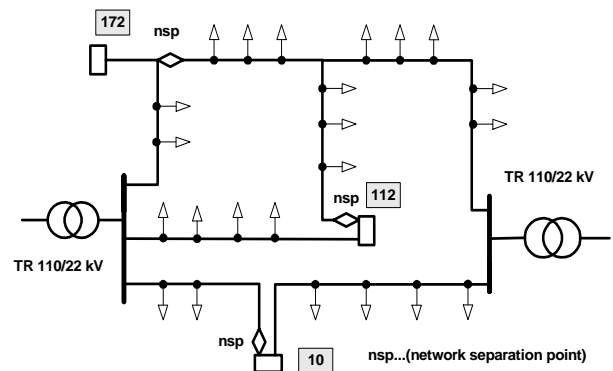 172
nsp
TR 110/22 kV
nsp
112
TR 110/22 kV
nsp
10
nsp...(network separation point)